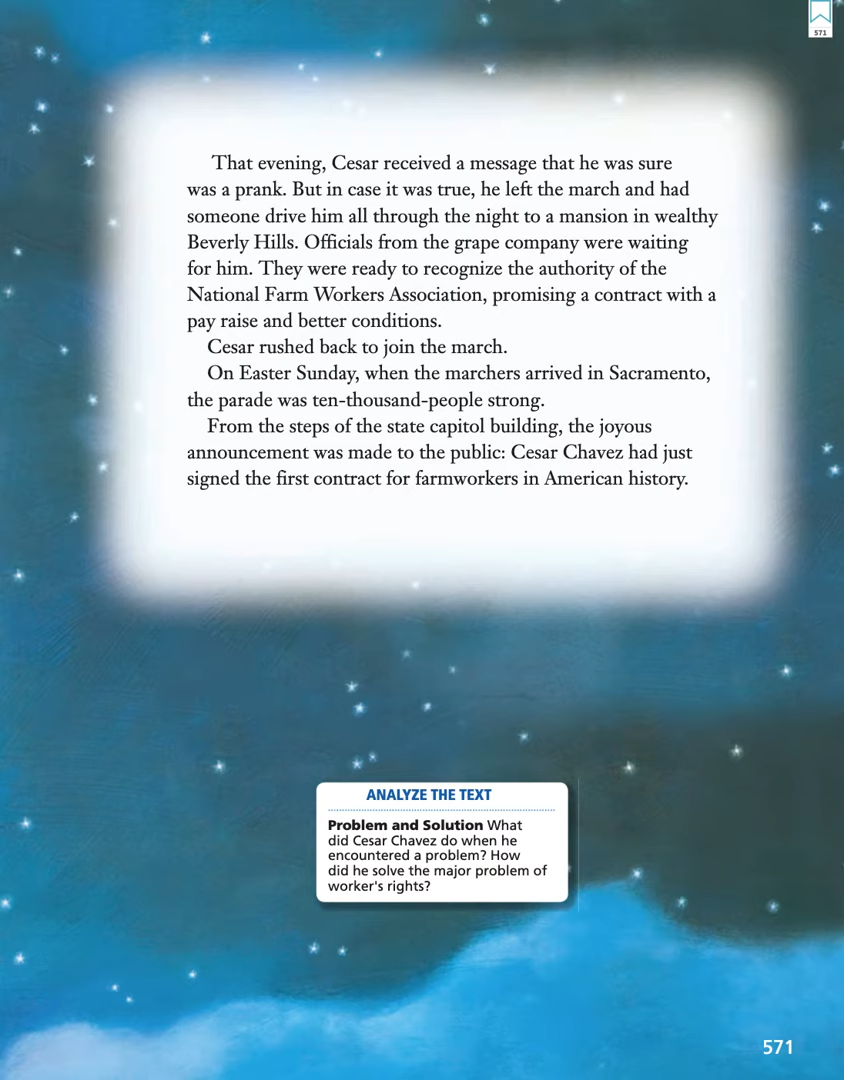 571
That evening, Cesar received a message that he was sure
was a prank. But in case it was true, he left the march and had
someone drive him all through the night to a mansion in wealthy
Beverly Hills. Officials from the grape company were waiting
for him. They were ready to recognize the authority of the
National Farm Workers Association, promising a contract with a
pay raise and better conditions.
Cesar rushed back to join the march.
On Easter Sunday, when the marchers arrived in Sacramento,
the parade was ten-thousand-people strong.
From the steps of the state capitol building, the joyous
announcement was made to the public: Cesar Chavez had just
signed the first contract for farmworkers in American history.
ANALYZE THE TEXT
Problem and Solution What
did Cesar Chavez do when he
encountered a problem? How
did he solve the major problem of
worker's rights?
571